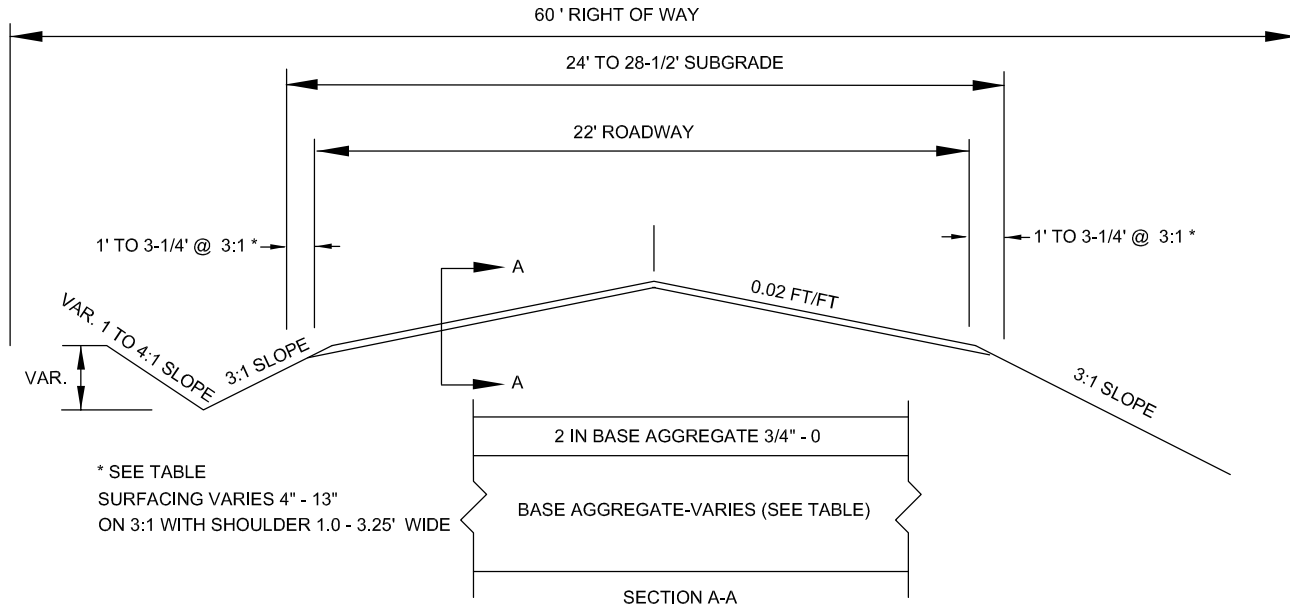 60 ' RIGHT OF WAY
24' TO 28-1/2' SUBGRADE
22' ROADWAY
1' TO 3-1/4' @ 3:1 *
1' TO 3-1/4' @ 3:1 *
A
0.02 FT/FT
VAR. 1 TO 4:1 SLOPE
3:1 SLOPE
VAR.
A
3:1 SLOPE
2 IN BASE AGGREGATE 3/4" - 0
* SEE TABLE
SURFACING VARIES 4" - 13"
ON 3:1 WITH SHOULDER 1.0 - 3.25' WIDE
BASE AGGREGATE-VARIES (SEE TABLE)
SECTION A-A